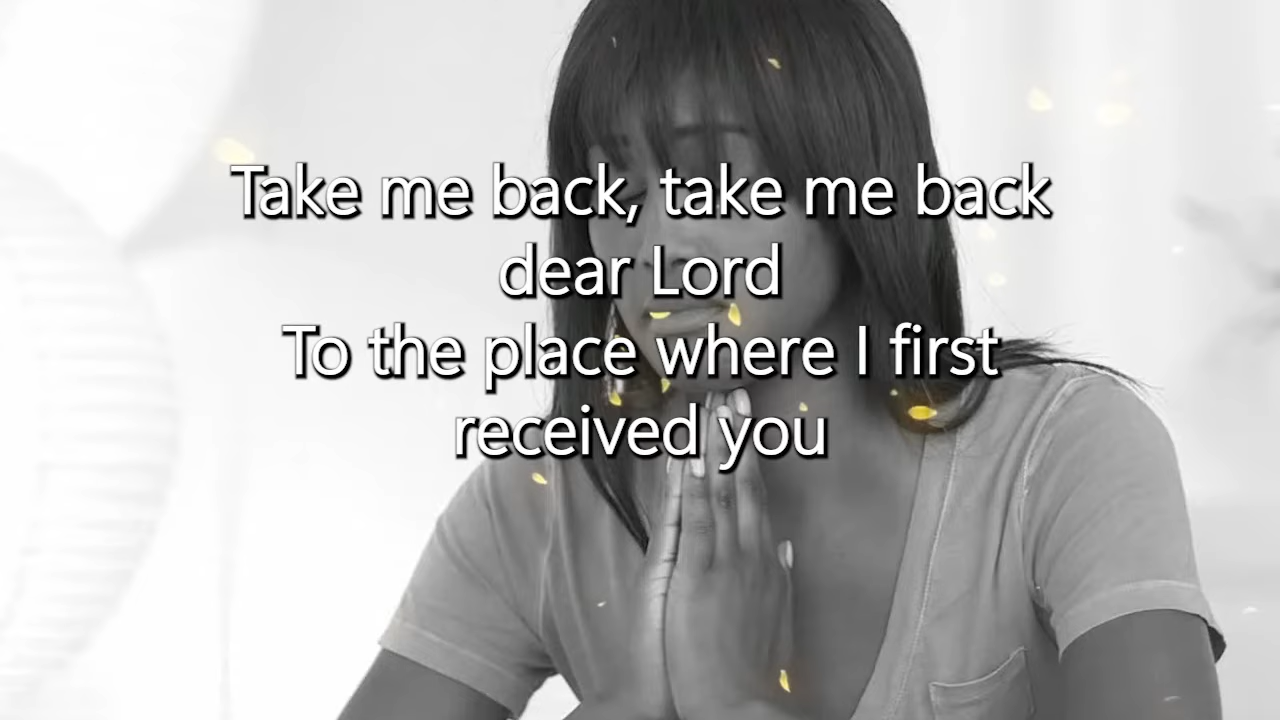 Take me back, take me back
dear Lord
To the place where I first
received you